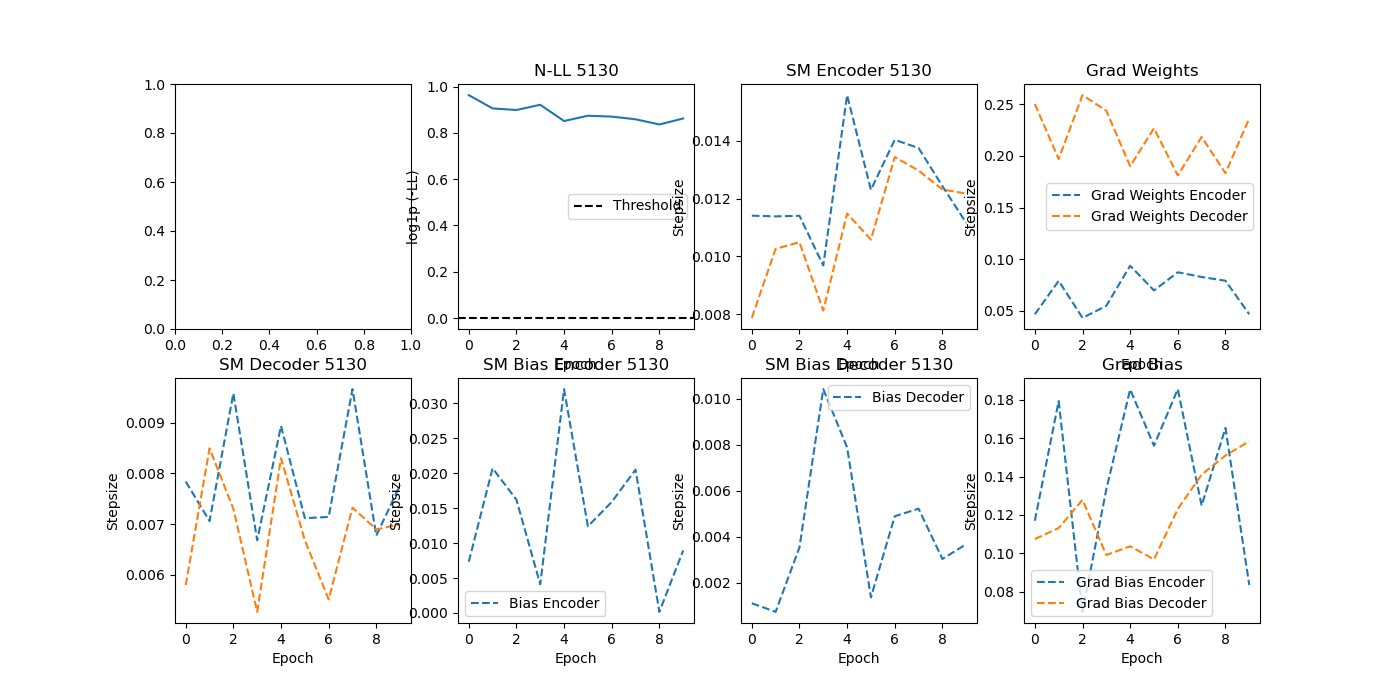 1.0
0.8
0.6
0.4
0.2
0.0
0.0 0.2 0.4 0.6 0.8 1.0
N-LL 5130
log1p (-LL)
1.0
0.8
0.6
0.4
0.2
0.0
Threshold
0 2 4 6 8
Epoch
SM Encoder 5130
Stepsize
0.014
0.012
0.010
0.008
0 2 4 6 8
Epoch
Grad Weights
Stepsize
0.25
0.20
0.15
0.10
0.05
Grad Weights Encoder
Grad Weights Decoder
0 2 4 6 8
Epoch
SM Decoder 5130
Stepsize
0.009
0.008
0.007
0.006
0 2 4 6 8
Epoch
SM Bias Encoder 5130
Stepsize
0.030
0.025
0.020
0.015
0.010
0.005
0.000
Bias Encoder
0 2 4 6 8
Epoch
SM Bias Decoder 5130
Stepsize
0.010
0.008
0.006
0.004
0.002
Bias Decoder
0 2 4 6 8
Epoch
Grad Bias
Stepsize
0.18
0.16
0.14
0.12
0.10
0.08
Grad Bias Encoder
Grad Bias Decoder
0 2 4 6 8
Epoch